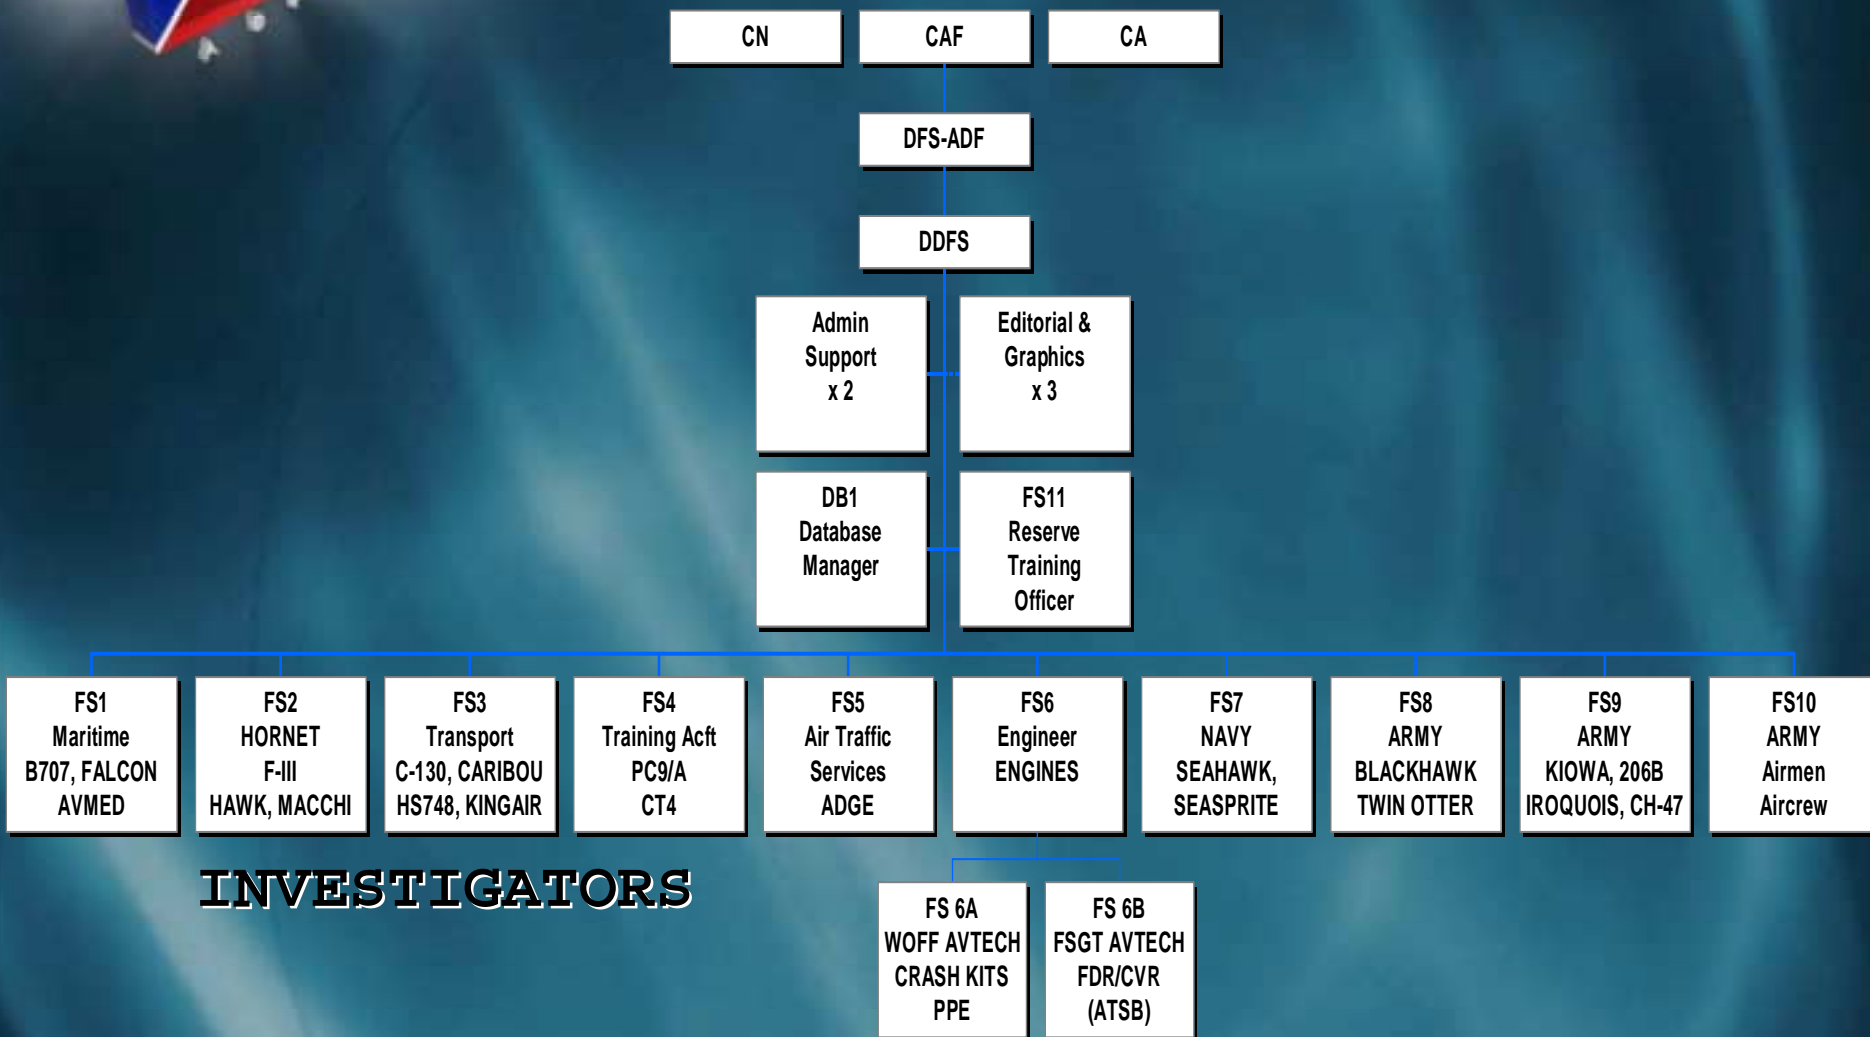 CN
CAF
CA
DFS-ADF
DDFS
Admin
Support
x 2
Editorial &
Graphics
x 3
DB1
Database
Manager
FS11
Reserve
Training
Officer
FS1
Maritime
B707, FALCON
AVMED
FS2
HORNET
F-III
HAWK, MACCHI
FS3
Transport
C-130, CARIBOU
HS748, KINGAIR
FS4
Training Acft
PC9/A
CT4
FS5
Air Traffic
Services
ADGE
FS6
Engineer
ENGINES
FS7
NAVY
SEAHAWK,
SEASPRITE
FS8
ARMY
BLACKHAWK
TWIN OTTER
FS9
ARMY
KIOWA, 206B
IROQUOIS, CH-47
FS10
ARMY
Airmen
Aircrew
INVESTIGATORS
FS 6A
WOFF AVTECH
CRASH KITS
PPE
FS 6B
FSGT AVTECH
FDR/CVR
(ATSB)